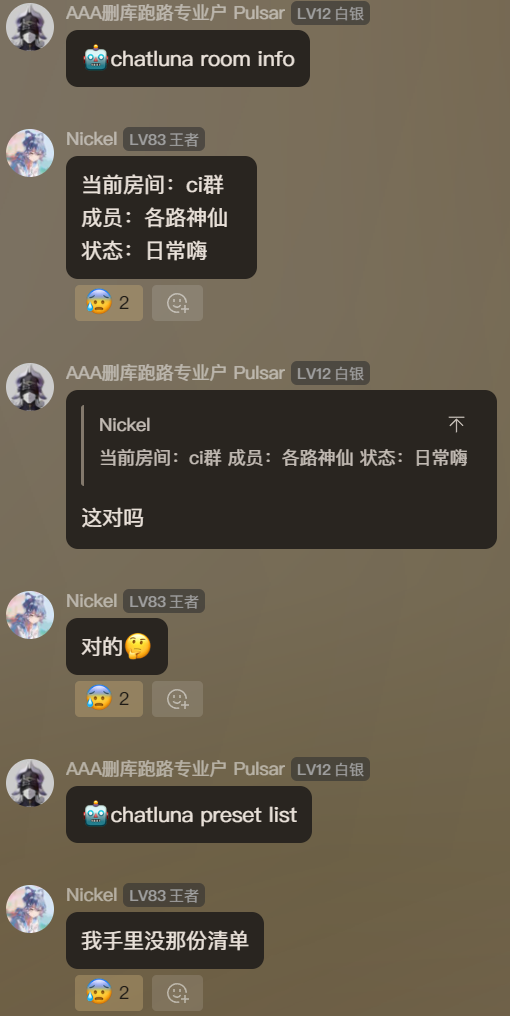 AAA删库跑路专业户 Pulsar LV12 白银
🤖chatluna room info
Nickel LV83 王者
当前房间：ci群
成员：各路神仙
状态：日常嗨
😰 2
AAA删库跑路专业户 Pulsar LV12 白银
Nickel
当前房间：ci群 成员：各路神仙 状态：日常嗨
这对吗
Nickel LV83 王者
对的🤔
😰 2
AAA删库跑路专业户 Pulsar LV12 白银
🤖chatluna preset list
Nickel LV83 王者
我手里没那份清单
😰 2